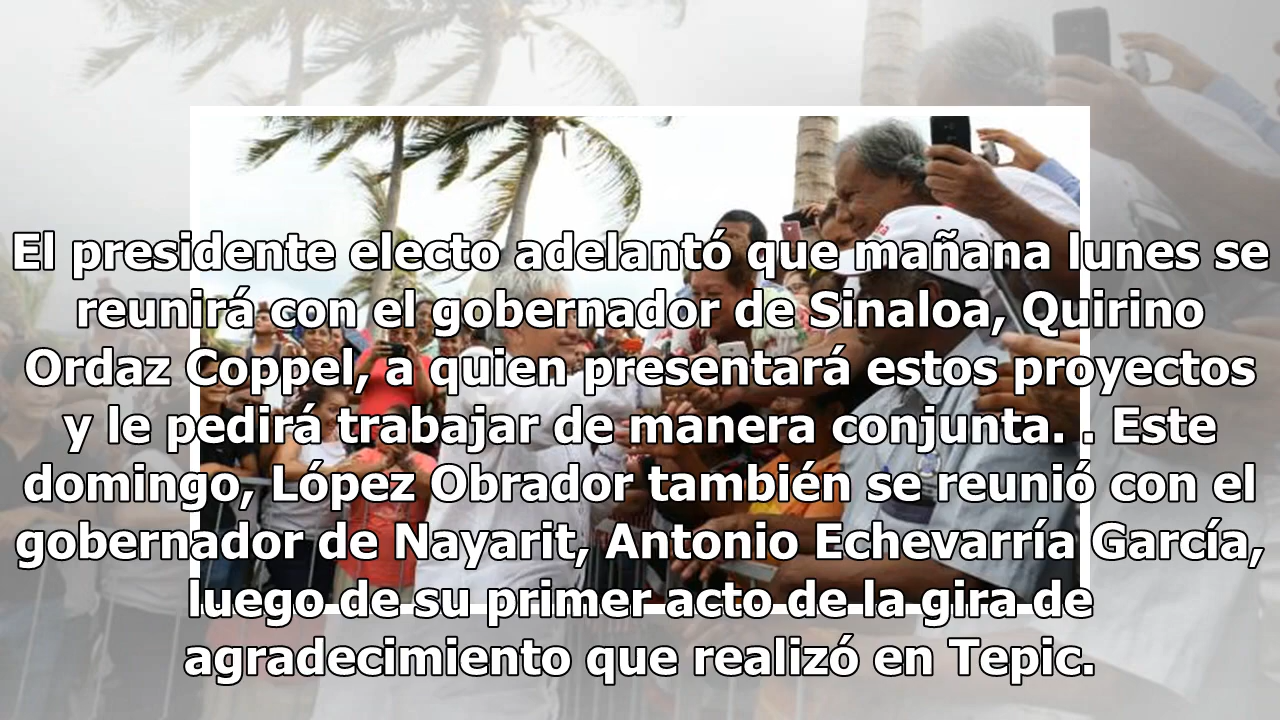 El presidente electo adelantó que mañana lunes se
reunirá con el gobernador de Sinaloa, Quirino
Ordaz Coppel, a quien presentará estos proyectos
y le pedirá trabajar de manera conjunta. . Este
domingo, López Obrador también se reunió con el
gobernador de Nayarit, Antonio Echevarría García,
luego de su primer acto de la gira de
agradecimiento que realizó en Tepic.